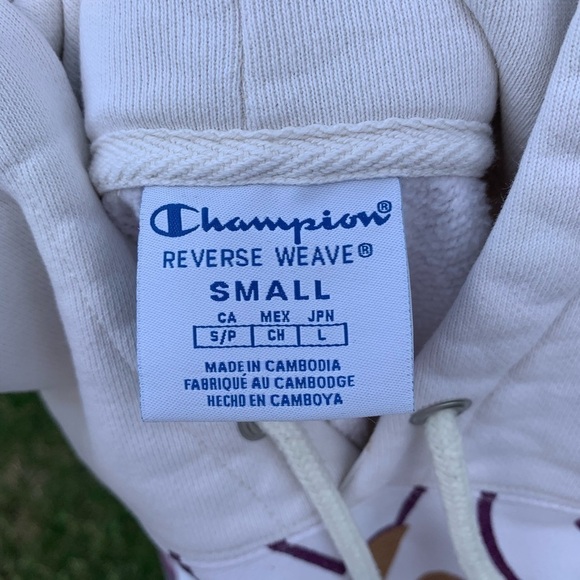 Champion®
REVERSE WEAVE®
SMALL
CA MEX JPN
S/P CH L
MADE IN CAMBODIA
FABRIQUÉ AU CAMBODGE
HECHO EN CAMBOYA